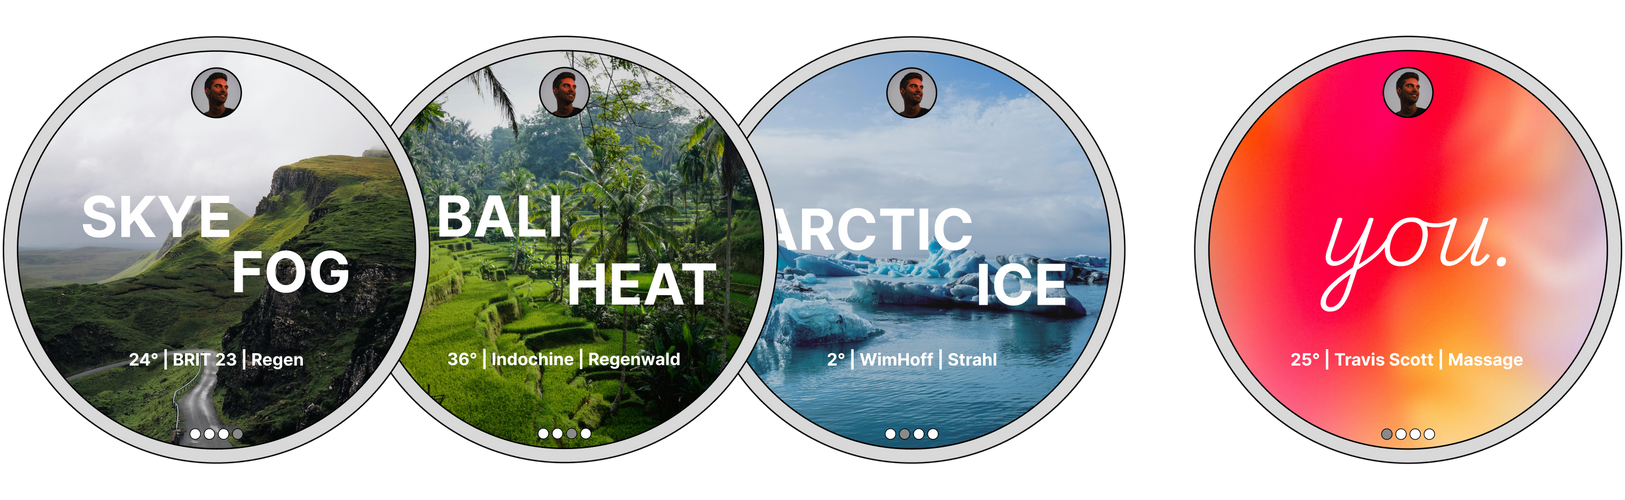 SKYE
FOG
24° | BRIT 23 | Regen
BALI
HEAT
36° | Indochine | Regenwald
ARCTIC
ICE
2° | WimHoff | Strahl
you.
25° | Travis Scott | Massage